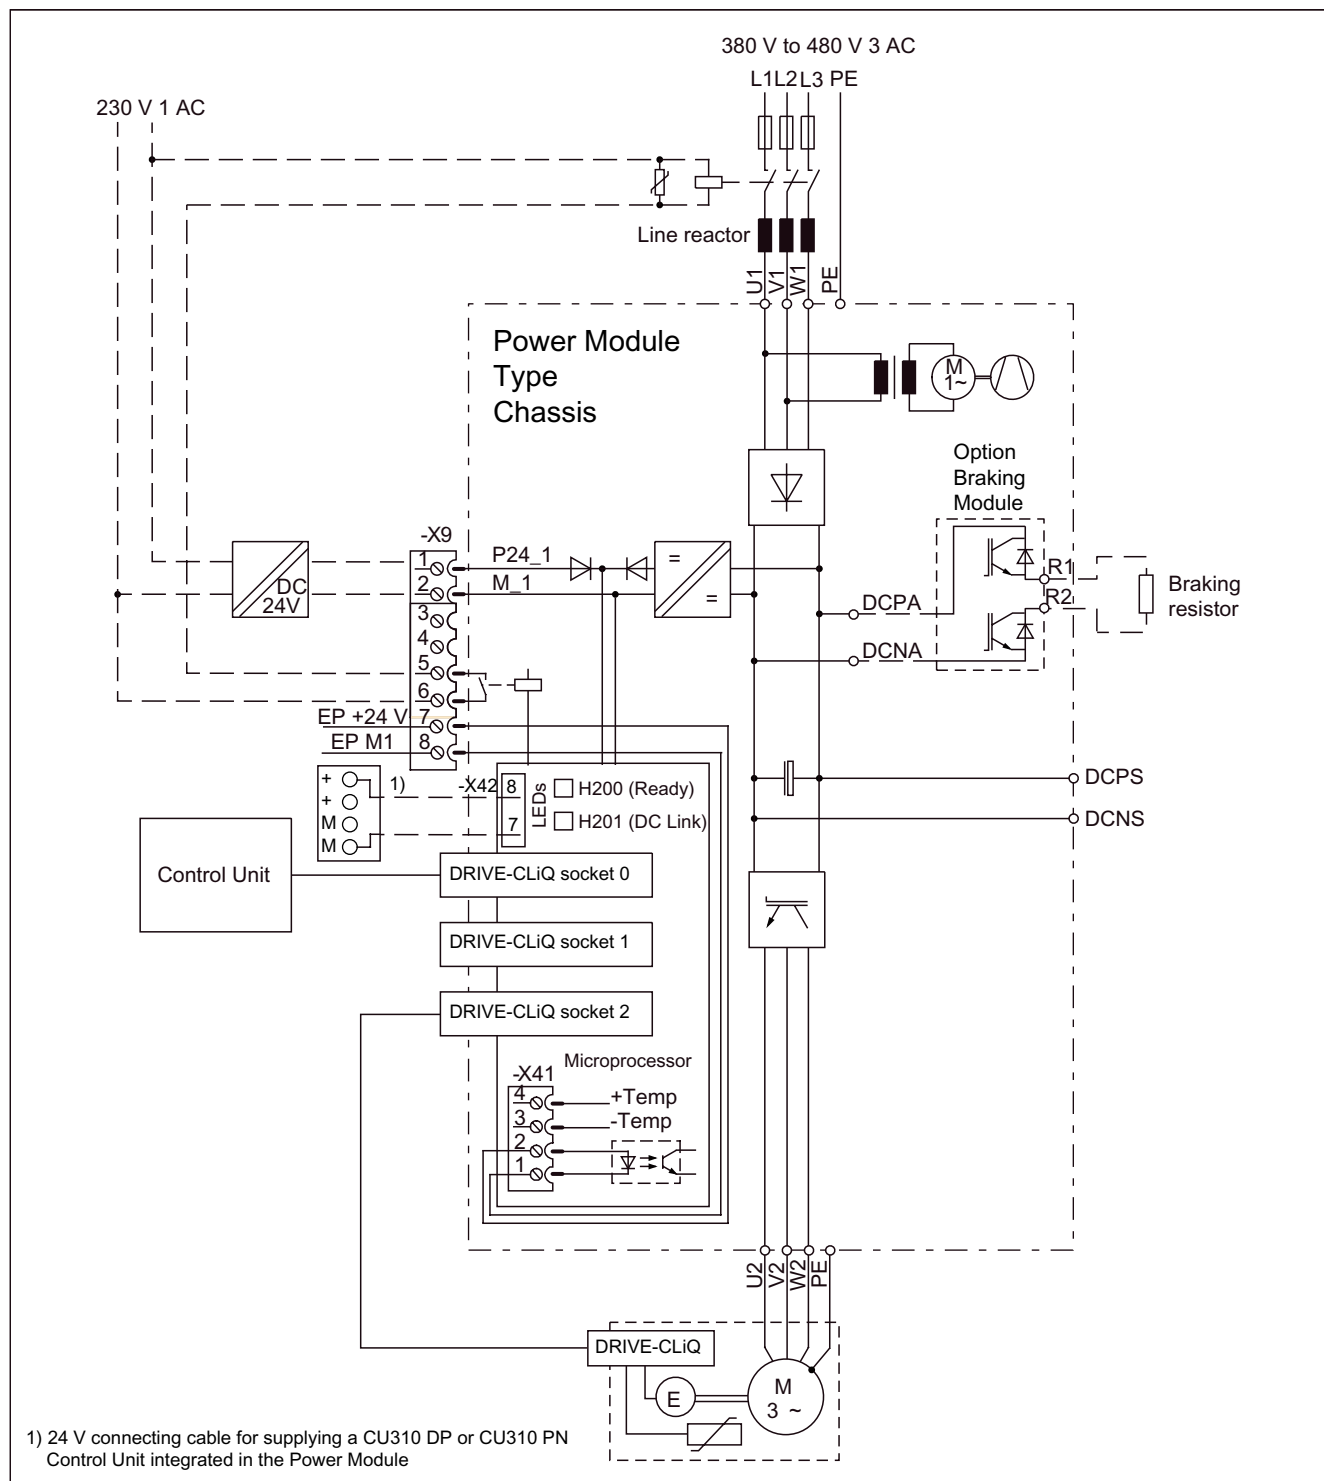 380 V to 480 V 3 AC
L1 L2 L3 PE
230 V 1 AC
Line reactor
U1
V1
W1
PE
Power Module
Type
Chassis
M
1~
Option
Braking
Module
-X9
1
P24_1
=
=
DC
24V
2
M_1
R1
R2
Braking
resistor
3
DCPA
4
DCNA
5
6
EP +24 V
7
EP M1
8
DCPS
DCNS
+
+
M
M
1)
-X42
8
7
LEDs
H200 (Ready)
H201 (DC Link)
Control Unit
DRIVE-CLiQ socket 0
DRIVE-CLiQ socket 1
DRIVE-CLiQ socket 2
Microprocessor
-X41
4
+Temp
3
-Temp
2
1
U2
V2
W2
PE
DRIVE-CLiQ
E
M
3 ~
1) 24 V connecting cable for supplying a CU310 DP or CU310 PN
Control Unit integrated in the Power Module